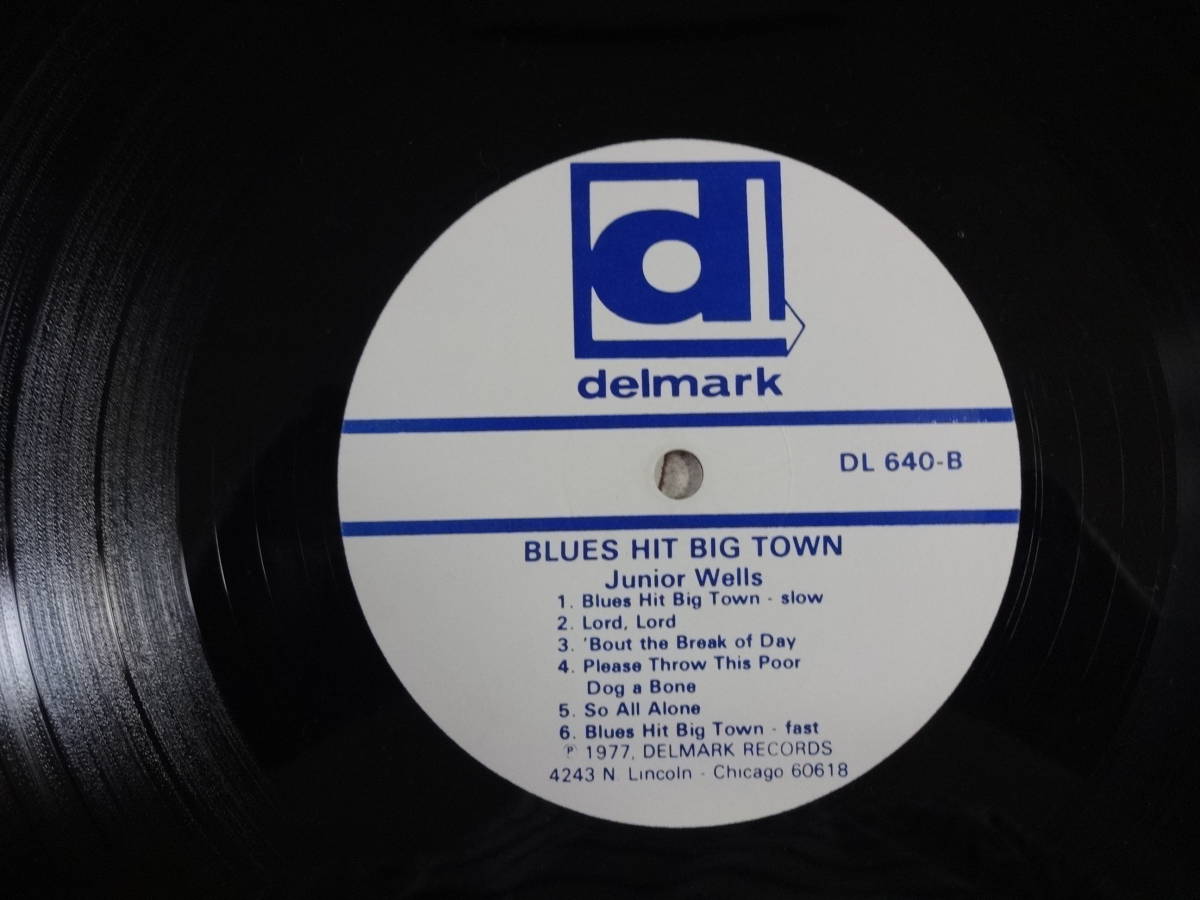 d
delmark
DL 640-B
BLUES HIT BIG TOWN
Junior Wells
1. Blues Hit Big Town - slow
2. Lord, Lord
3. 'Bout the Break of Day
4. Please Throw This Poor
Dog a Bone
5. So All Alone
6. Blues Hit Big Town - fast
℗ 1977, DELMARK RECORDS
4243 N. Lincoln - Chicago 60618